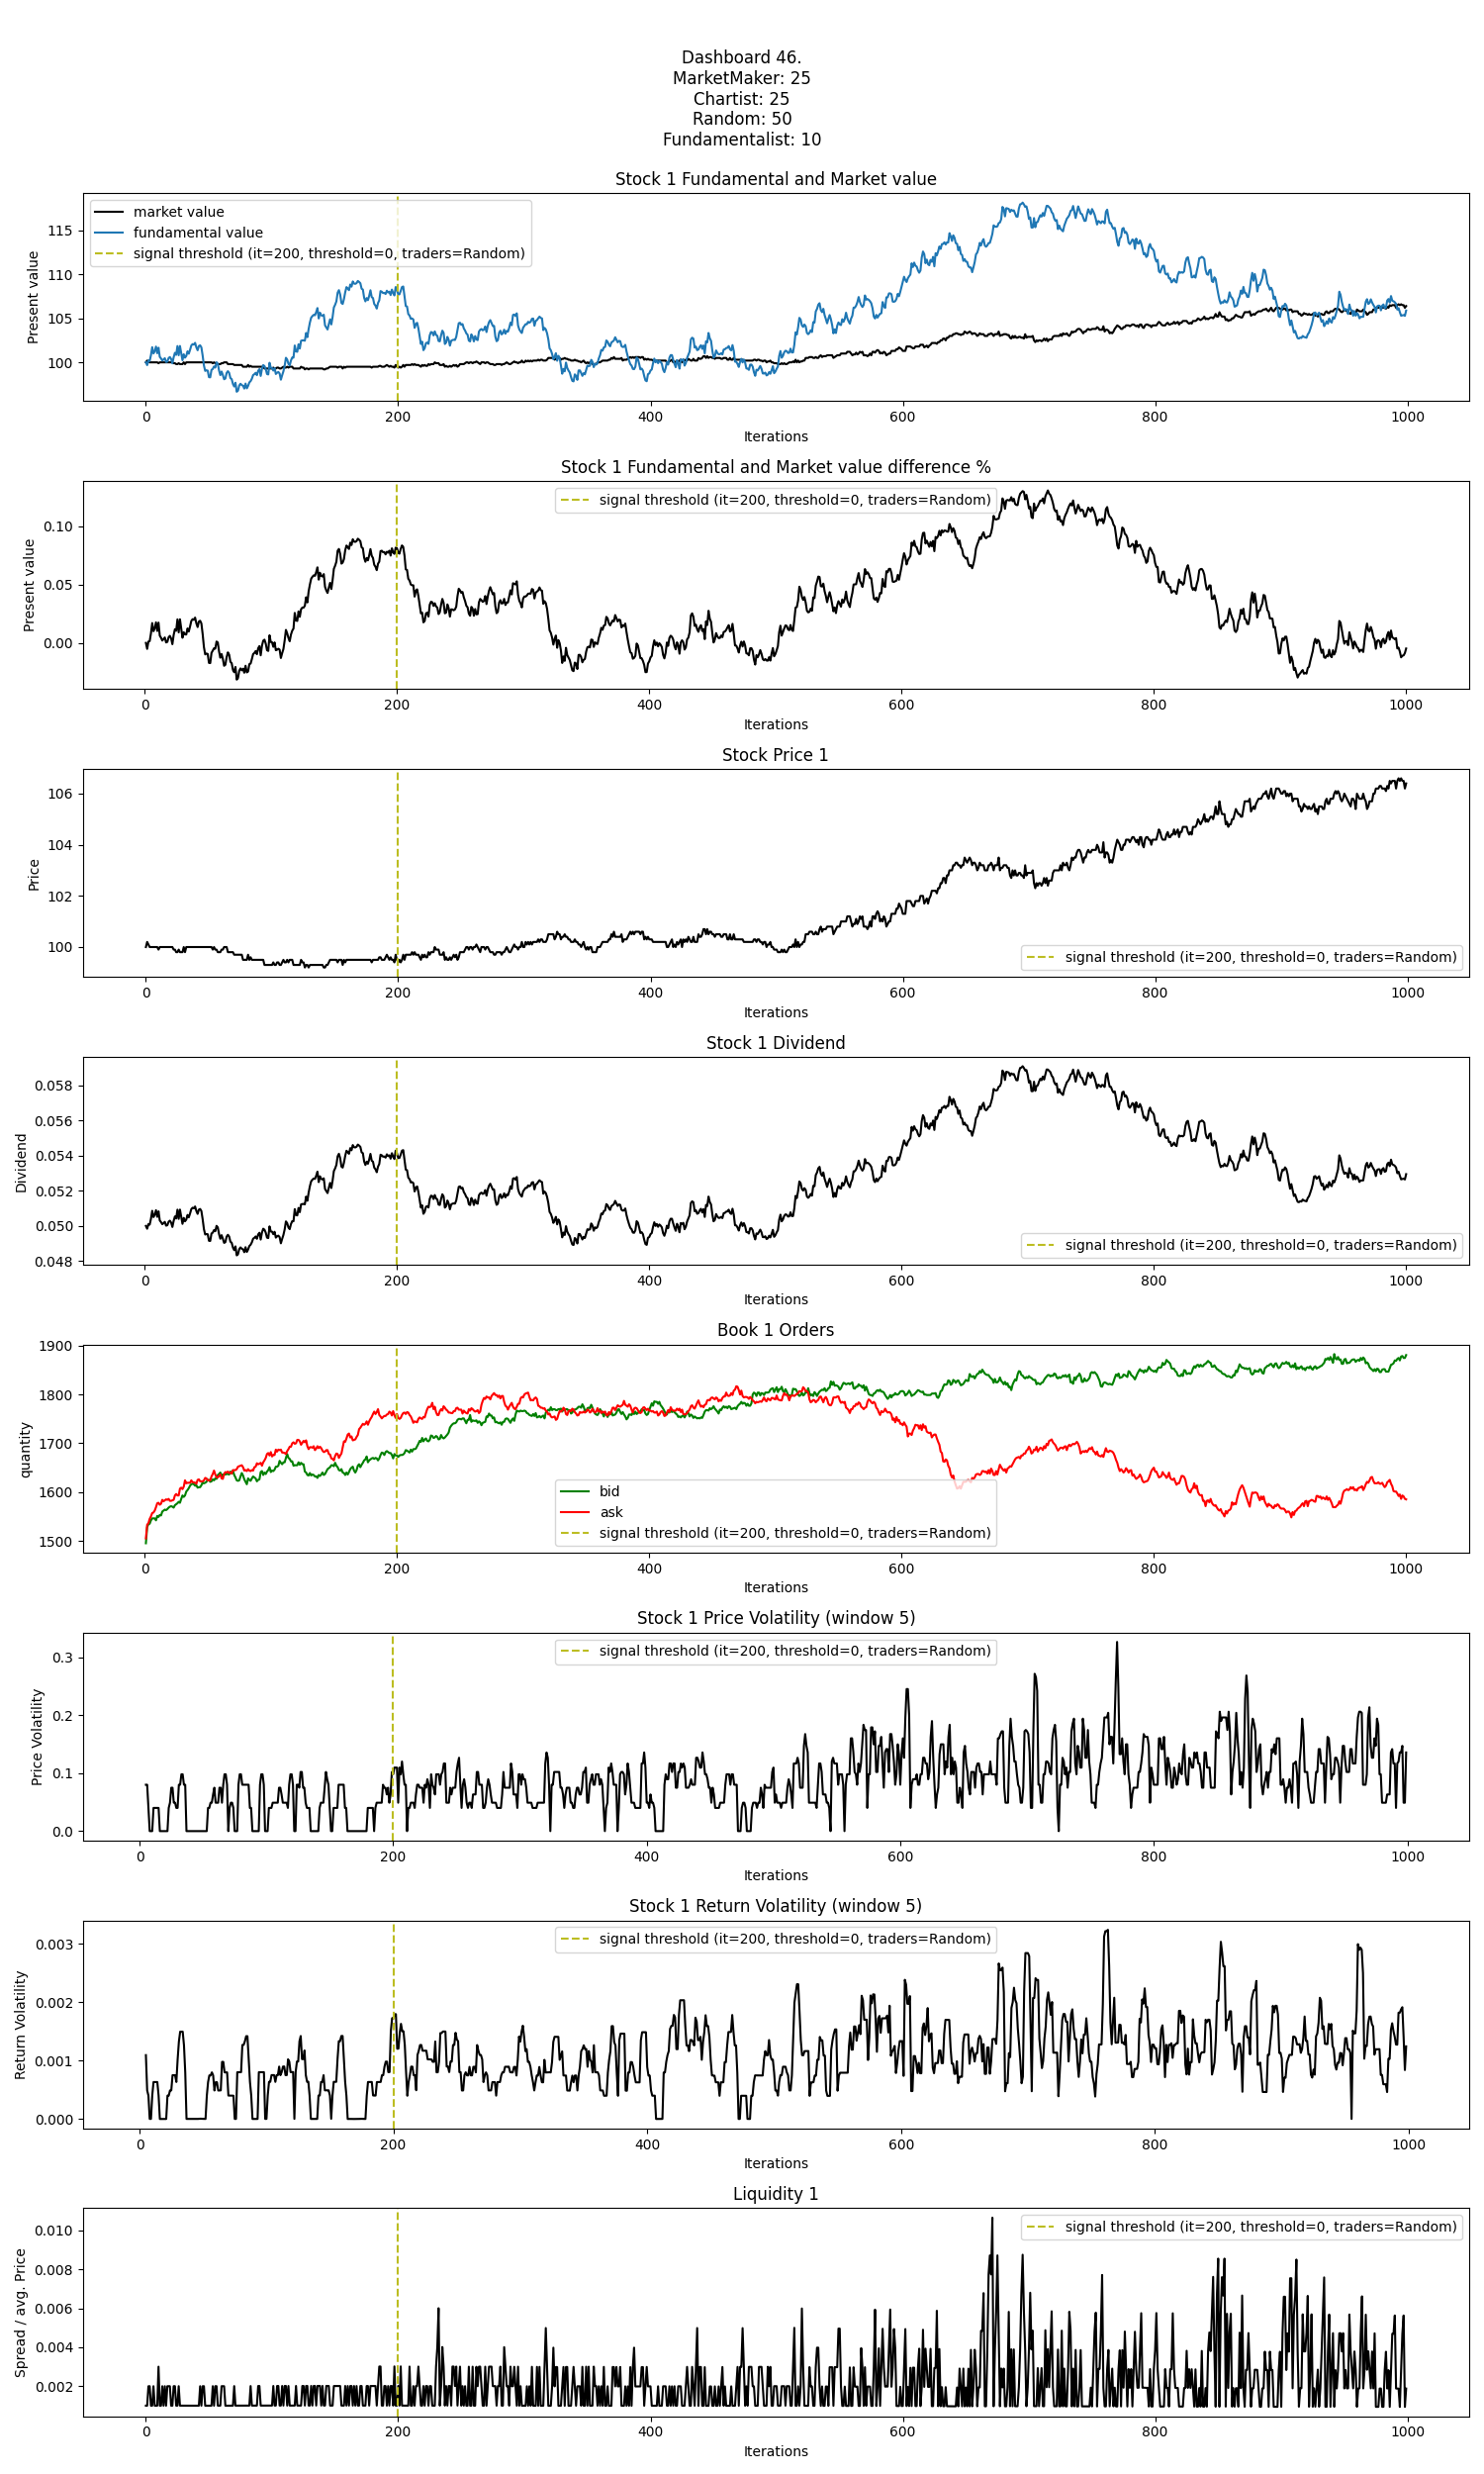 Dashboard 46.
MarketMaker: 25
Chartist: 25
Random: 50
Fundamentalist: 10
Stock 1 Fundamental and Market value
market value
fundamental value
signal threshold (it=200, threshold=0, traders=Random)
Present value
115
110
105
100
0 200 400 600 800 1000
Iterations
Stock 1 Fundamental and Market value difference %
signal threshold (it=200, threshold=0, traders=Random)
Present value
0.10
0.05
0.00
0 200 400 600 800 1000
Iterations
Stock Price 1
Price
106
104
102
100
signal threshold (it=200, threshold=0, traders=Random)
0 200 400 600 800 1000
Iterations
Stock 1 Dividend
Dividend
0.058
0.056
0.054
0.052
0.050
0.048
signal threshold (it=200, threshold=0, traders=Random)
0 200 400 600 800 1000
Iterations
Book 1 Orders
quantity
1900
1800
1700
1600
1500
bid
ask
signal threshold (it=200, threshold=0, traders=Random)
0 200 400 600 800 1000
Iterations
Stock 1 Price Volatility (window 5)
signal threshold (it=200, threshold=0, traders=Random)
Price Volatility
0.3
0.2
0.1
0.0
0 200 400 600 800 1000
Iterations
Stock 1 Return Volatility (window 5)
signal threshold (it=200, threshold=0, traders=Random)
Return Volatility
0.003
0.002
0.001
0.000
0 200 400 600 800 1000
Iterations
Liquidity 1
signal threshold (it=200, threshold=0, traders=Random)
Spread / avg. Price
0.010
0.008
0.006
0.004
0.002
0 200 400 600 800 1000
Iterations